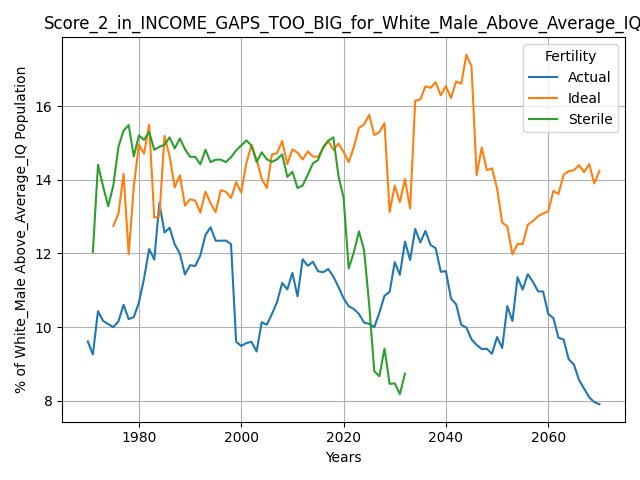 Score_2_in_INCOME_GAPS_TOO_BIG_for_White_Male_Above_Average_IQ
Fertility
Actual
Ideal
Sterile
% of White_Male Above_Average_IQ Population
16
14
12
10
8
1980 2000 2020 2040 2060
Years